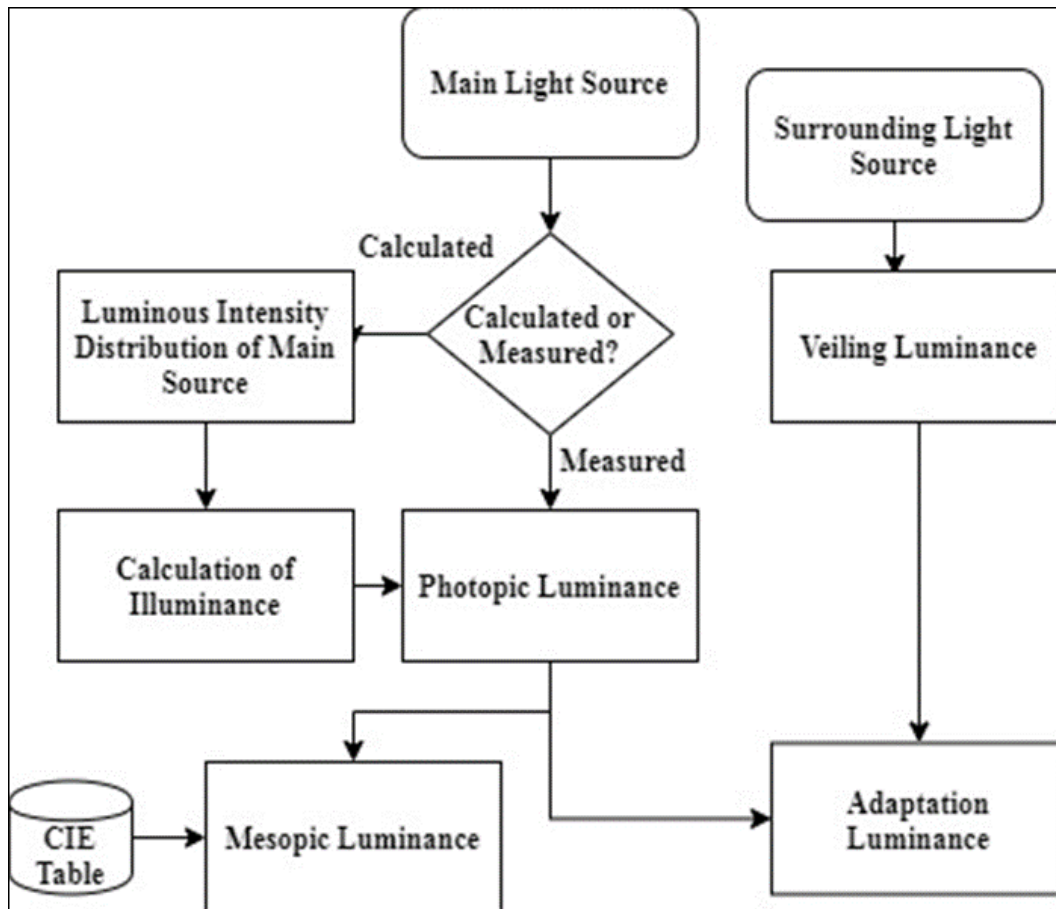 Main Light Source
Surrounding Light
Source
Calculated
Luminous Intensity
Distribution of Main
Source
Calculated or
Measured?
Veiling Luminance
Measured
Calculation of
Illuminance
Photopic Luminance
CIE
Table
Mesopic Luminance
Adaptation
Luminance